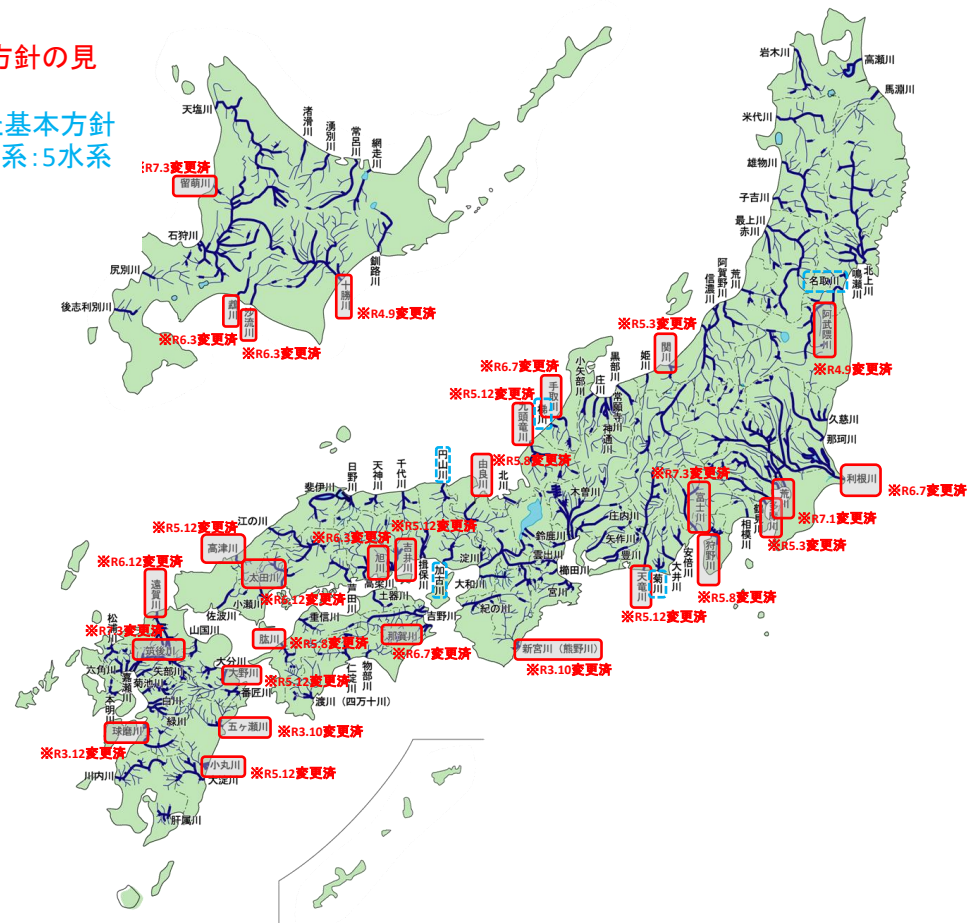 方針の見
基本方針
系：5水系
岩木川
高瀬川
馬淵川
米代川
雄物川
子吉川
最上川
赤川
北上川
鳴瀬川
名取川
阿武隈川
※R4.9変更済
天塩川
渚滑川
湧別川
常呂川
網走川
R7.3変更済
留萌川
石狩川
尻別川
後志利別川
鵡川
※R6.3変更済
沙流川
※R6.3変更済
十勝川
※R4.9変更済
釧路川
荒川
阿賀野川
信濃川
※R5.3変更済
関川
姫川
黒部川
常願寺川
神通川
庄川
小矢部川
※R6.7変更済
手取川
※R5.12変更済
九頭竜川
久慈川
那珂川
利根川
※R6.7変更済
荒川
※R7.1変更済
※R5.3変更済
相模川
※R7.3変更済
富士川
狩野川
※R5.8変更済
安倍川
大井川
菊川
天竜川
※R5.12変更済
豊川
矢作川
庄内川
木曽川
鈴鹿川
雲出川
櫛田川
宮川
北川
由良川
※R5.8変更済
円山川
千代川
天神川
日野川
斐伊川
江の川
※R5.12変更済
高津川
※R6.3変更済
旭川
※R5.12変更済
吉井川
揖保川
加古川
淀川
大和川
紀の川
新宮川（熊野川）
※R3.10変更済
太田川
※R6.12変更済
高梁川
芦田川
小瀬川
佐波川
土器川
吉野川
重信川
那賀川
※R6.7変更済
肱川
※R5.8変更済
物部川
仁淀川
渡川（四万十川）
※R6.12変更済
遠賀川
山国川
松浦川
※R7.3変更済
筑後川
六角川
嘉瀬川
矢部川
菊池川
本明川
白川
緑川
大分川
大野川
※R5.12変更済
番匠川
五ヶ瀬川
※R3.10変更済
球磨川
※R3.12変更済
小丸川
※R5.12変更済
大淀川
川内川
肝属川